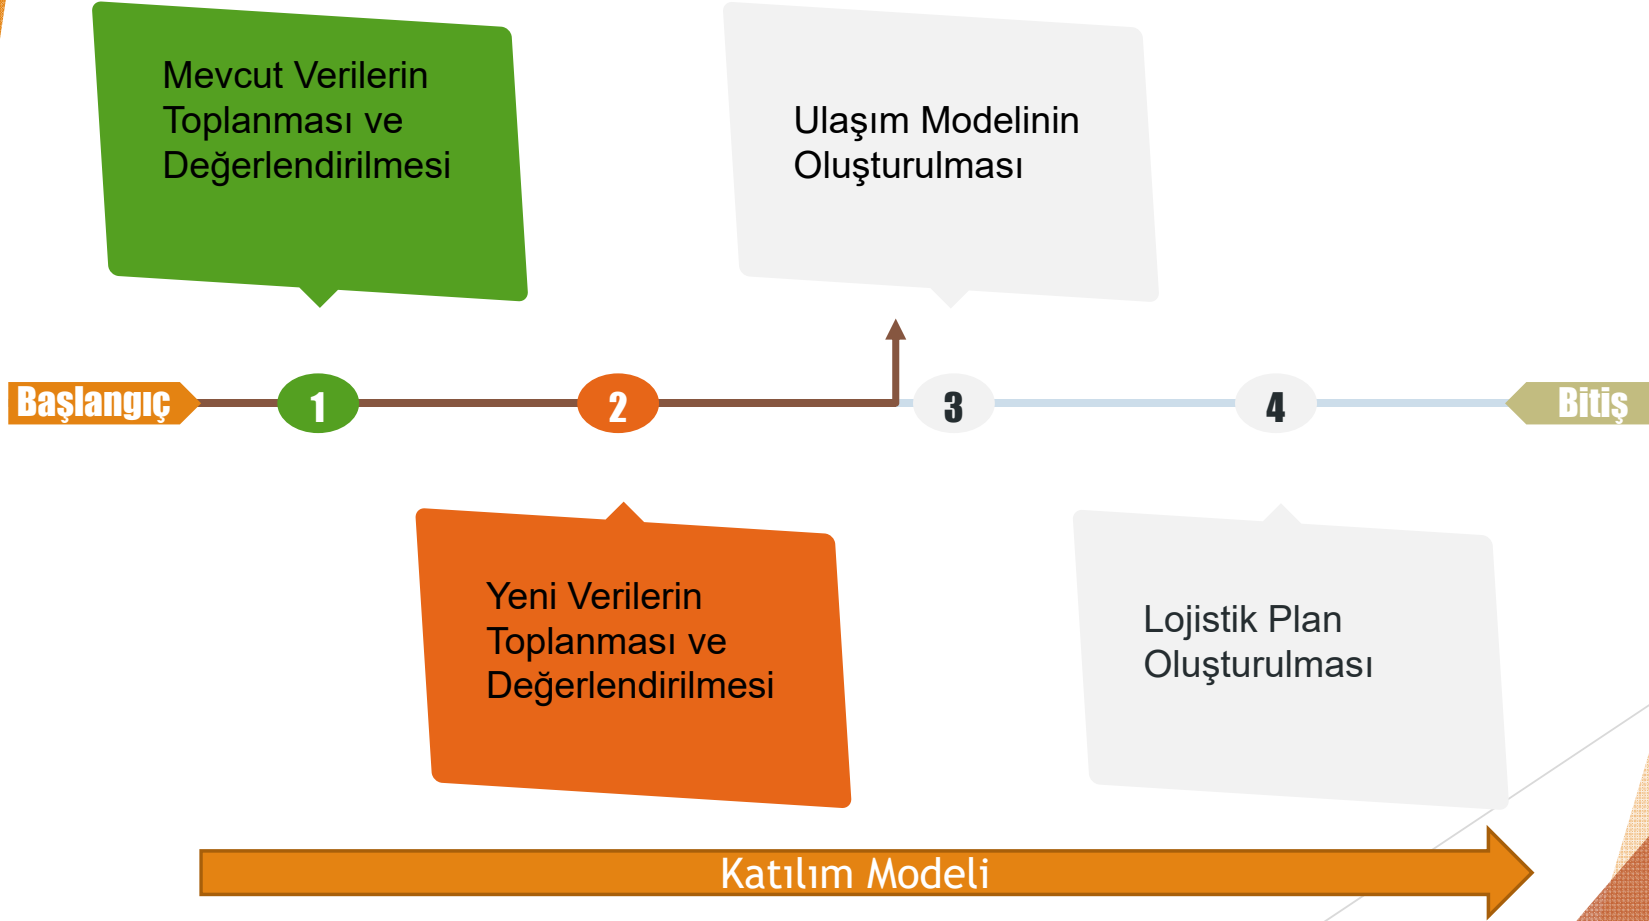 Mevcut Verilerin
Toplanması ve
Değerlendirilmesi
Ulaşım Modelinin
Oluşturulması
Başlangıç
1
2
3
4
Bitiş
Yeni Verilerin
Toplanması ve
Değerlendirilmesi
Lojistik Plan
Oluşturulması
Katılım Modeli